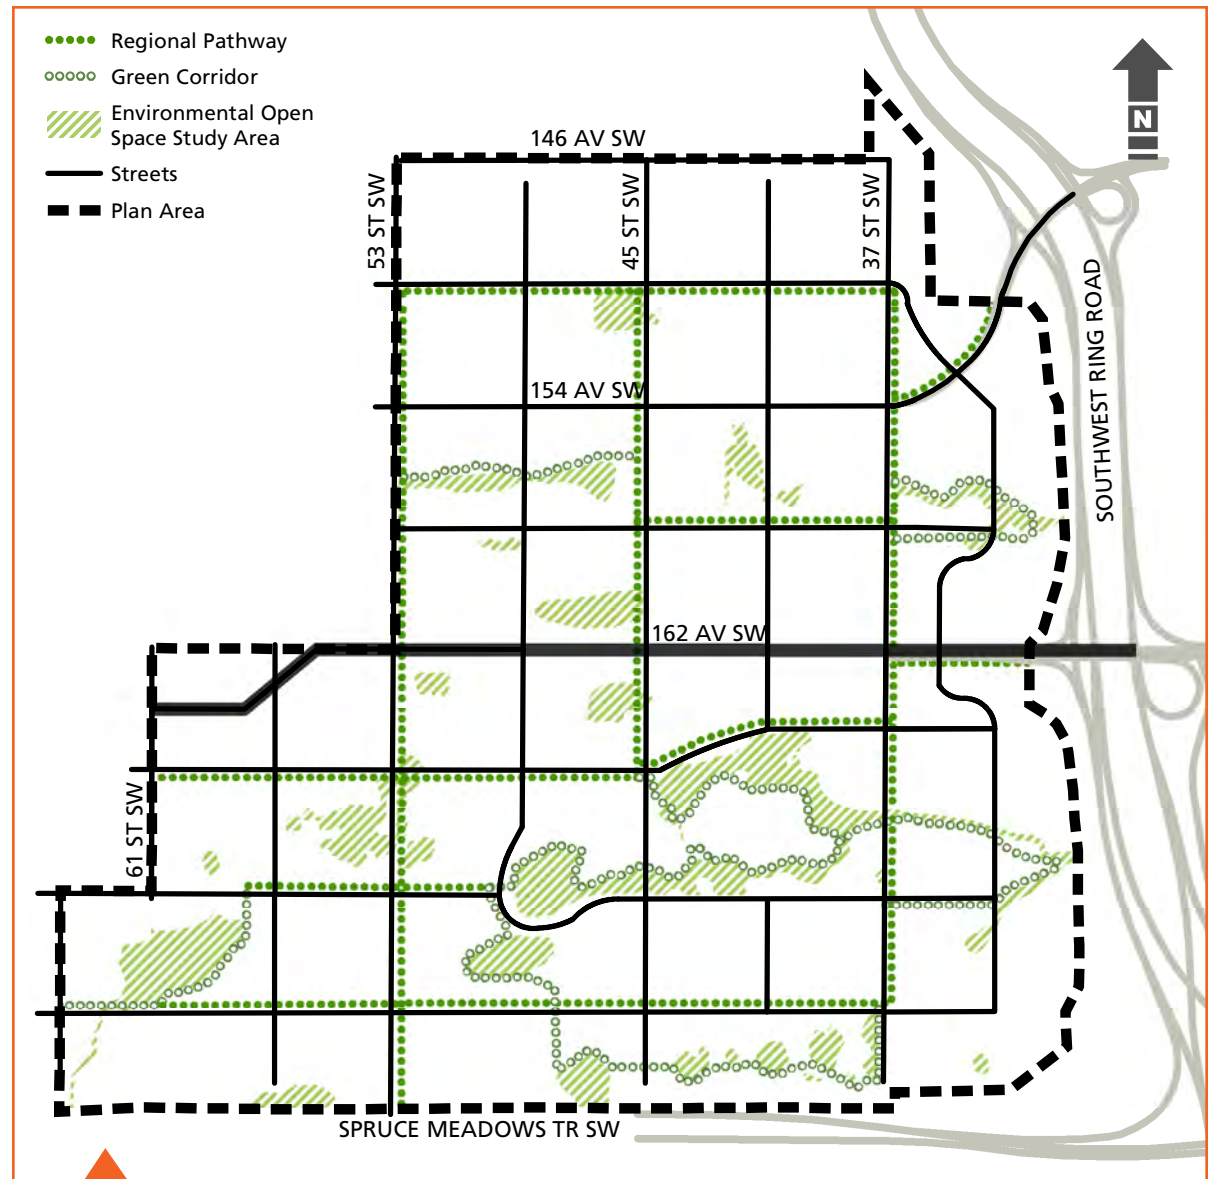 Regional Pathway
Green Corridor
Environmental Open
Space Study Area
Streets
Plan Area
N
146 AV SW
53 ST SW
45 ST SW
37 ST SW
SOUTHWEST RING ROAD
154 AV SW
162 AV SW
61 ST SW
SPRUCE MEADOWS TR SW